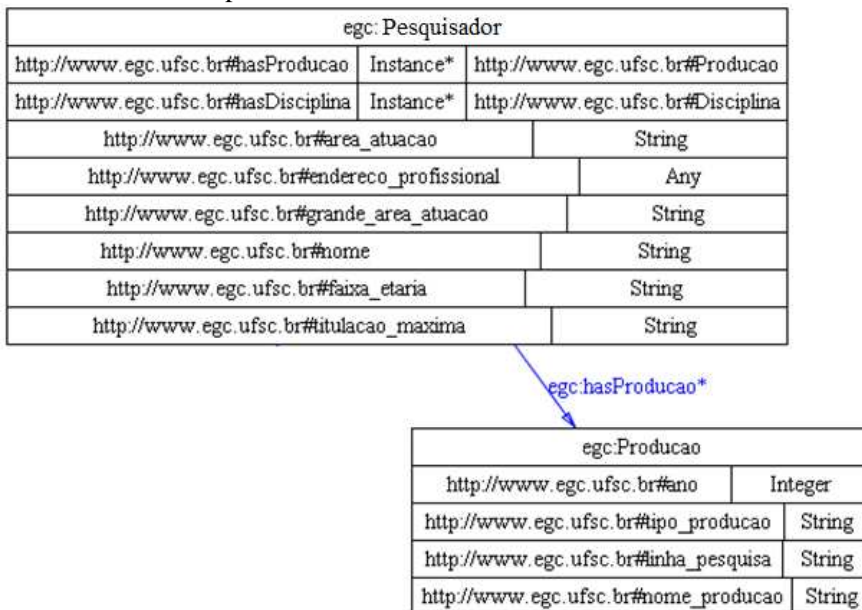 egc: Pesquisador
http://www.egc.ufsc.br#hasProducao Instance* http://www.egc.ufsc.br#Producao
http://www.egc.ufsc.br#hasDisciplina Instance* http://www.egc.ufsc.br#Disciplina
http://www.egc.ufsc.br#area_atuacao String
http://www.egc.ufsc.br#endereco_profissional Any
http://www.egc.ufsc.br#grande_area_atuacao String
http://www.egc.ufsc.br#nome String
http://www.egc.ufsc.br#faixa_etaria String
http://www.egc.ufsc.br#titulacao_maxima String
egc:hasProducao*
egc:Producao
http://www.egc.ufsc.br#ano Integer
http://www.egc.ufsc.br#tipo_producao String
http://www.egc.ufsc.br#linha_pesquisa String
http://www.egc.ufsc.br#nome_producao String